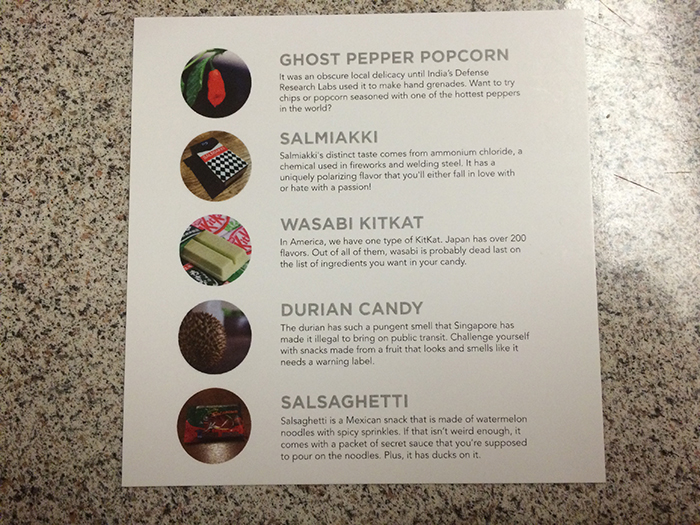 GHOST PEPPER POPCORN
It was an obscure local delicacy until India's Defense
Research Labs used it to make hand grenades. Want to try
chips or popcorn seasoned with one of the hottest peppers
in the world?
SALMIAKKI
Salmiakki's distinct taste comes from ammonium chloride, a
chemical used in fireworks and welding steel. It has a
uniquely polarizing flavor that you'll either fall in love with
or hate with a passion!
WASABI KITKAT
In America, we have one type of KitKat. Japan has over 200
flavors. Out of all of them, wasabi is probably dead last on
the list of ingredients you want in your candy.
DURIAN CANDY
The durian has such a pungent smell that Singapore has
made it illegal to bring on public transit. Challenge yourself
with snacks made from a fruit that looks and smells like it
needs a warning label.
SALSAGHETTI
Salsaghetti is a Mexican snack that is made of watermelon
noodles with spicy sprinkles. If that isn't weird enough, it
comes with a packet of secret sauce that you're supposed
to pour on the noodles. Plus, it has ducks on it.